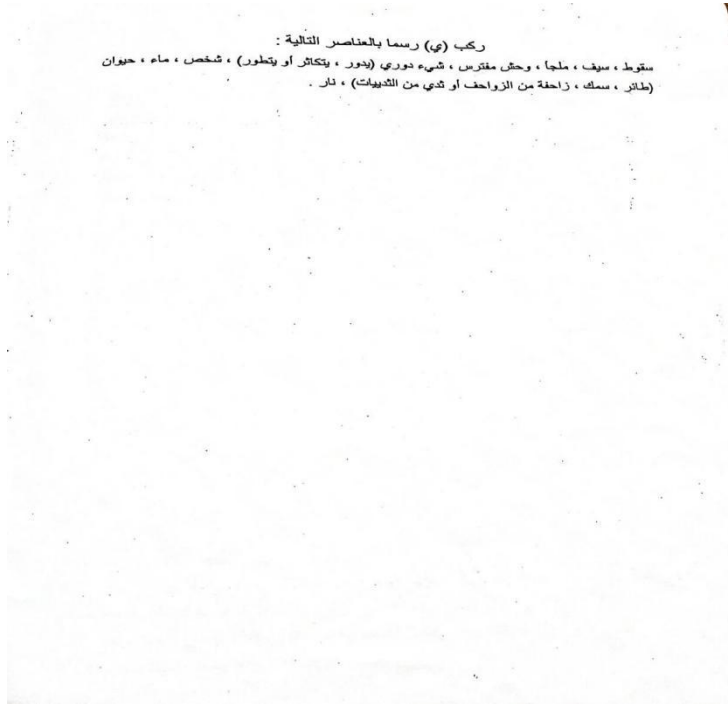 ركب (ي) رسما بالعناصر التالية :
سقوط ، سيف ، ملجأ ، وحش مفترس ، شيء دوري (يدور ، يتكاثر أو يتطور) ، شخص ، ماء ، حيوان
(طائر ، سمك ، زاحفة من الزواحف أو ثدي من الثدييات) ، نار .